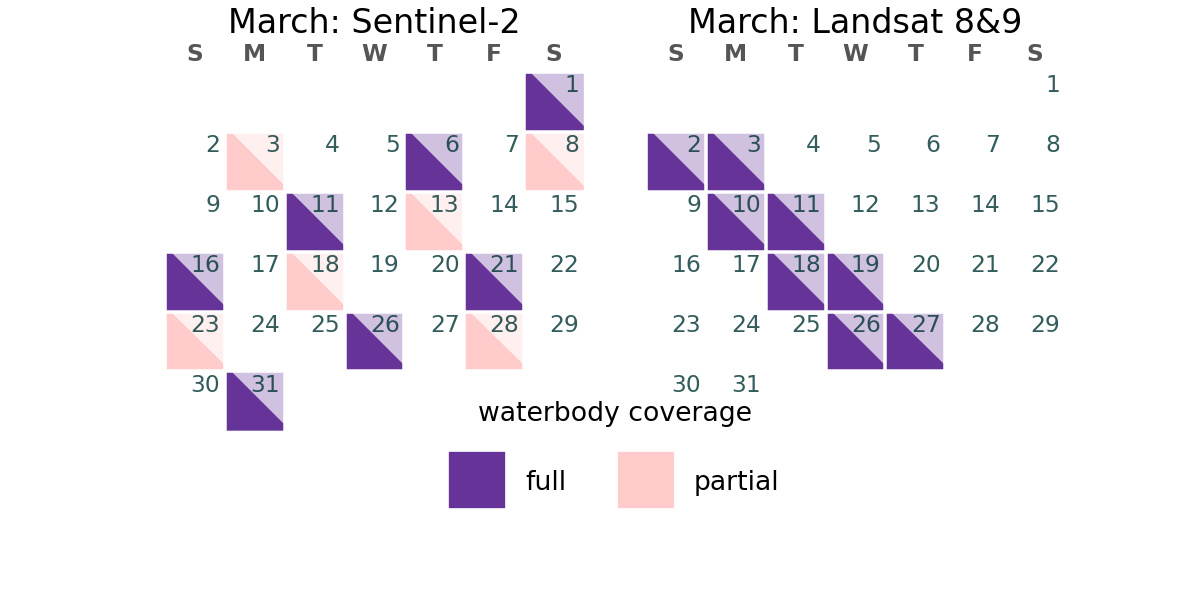 March: Sentinel-2
S M T W T F S
1
2 3 4 5 6 7 8
9 10 11 12 13 14 15
16 17 18 19 20 21 22
23 24 25 26 27 28 29
30 31
March: Landsat 8&9
S M T W T F S
1
2 3 4 5 6 7 8
9 10 11 12 13 14 15
16 17 18 19 20 21 22
23 24 25 26 27 28 29
30 31
waterbody coverage
full
partial